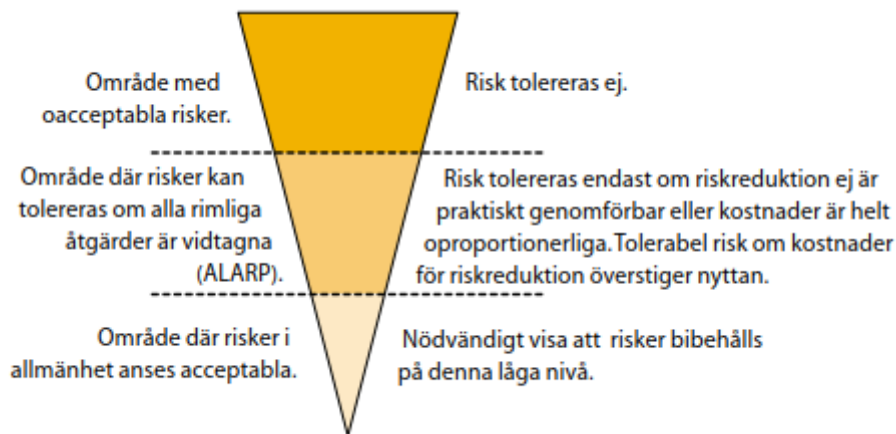 Område med
oacceptabla risker.
Risk tolereras ej.
Område där risker kan
tolereras om alla rimliga
åtgärder är vidtagna
(ALARP).
Risk tolereras endast om riskreduktion ej är
praktiskt genomförbar eller kostnader är helt
oproportionerliga. Tolerabel risk om kostnader
för riskreduktion överstiger nyttan.
Område där risker i
allmänhet anses acceptabla.
Nödvändigt visa att risker bibehålls
på denna låga nivå.